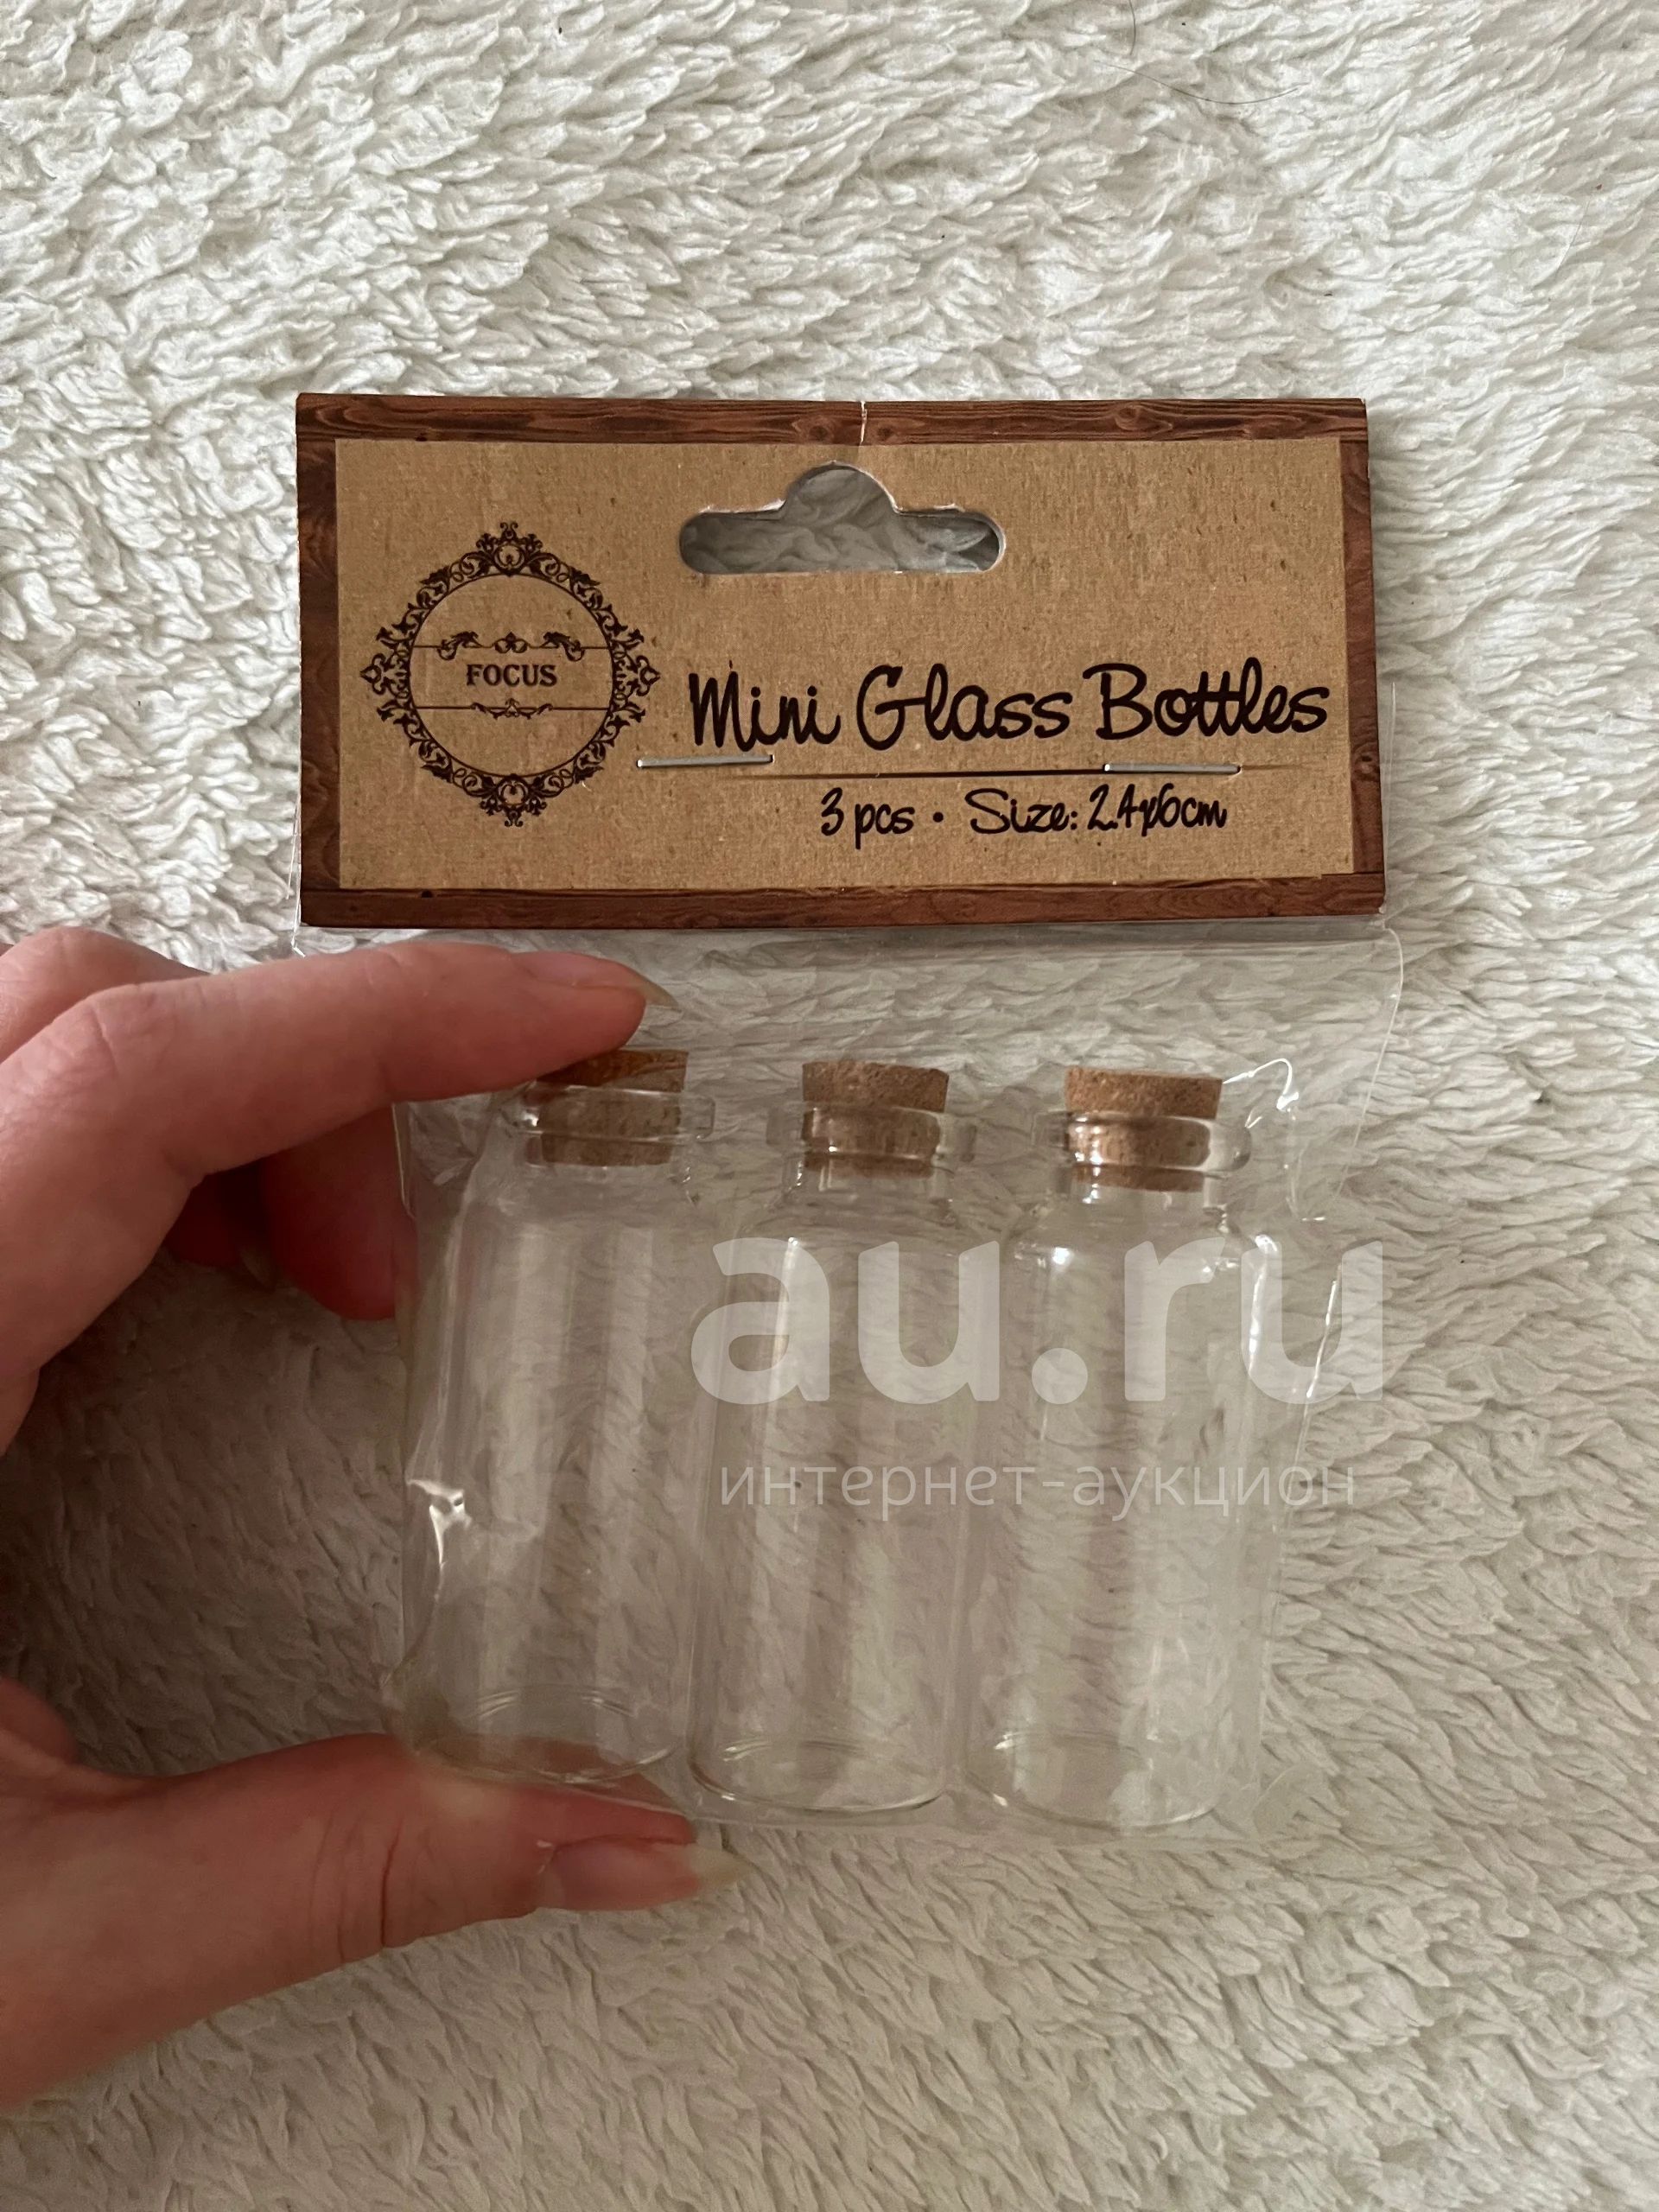 FOCUS
Mini Glass Bottles
3 pcs • Size: 2.4x6cm
au.ru
интернет-аукцион